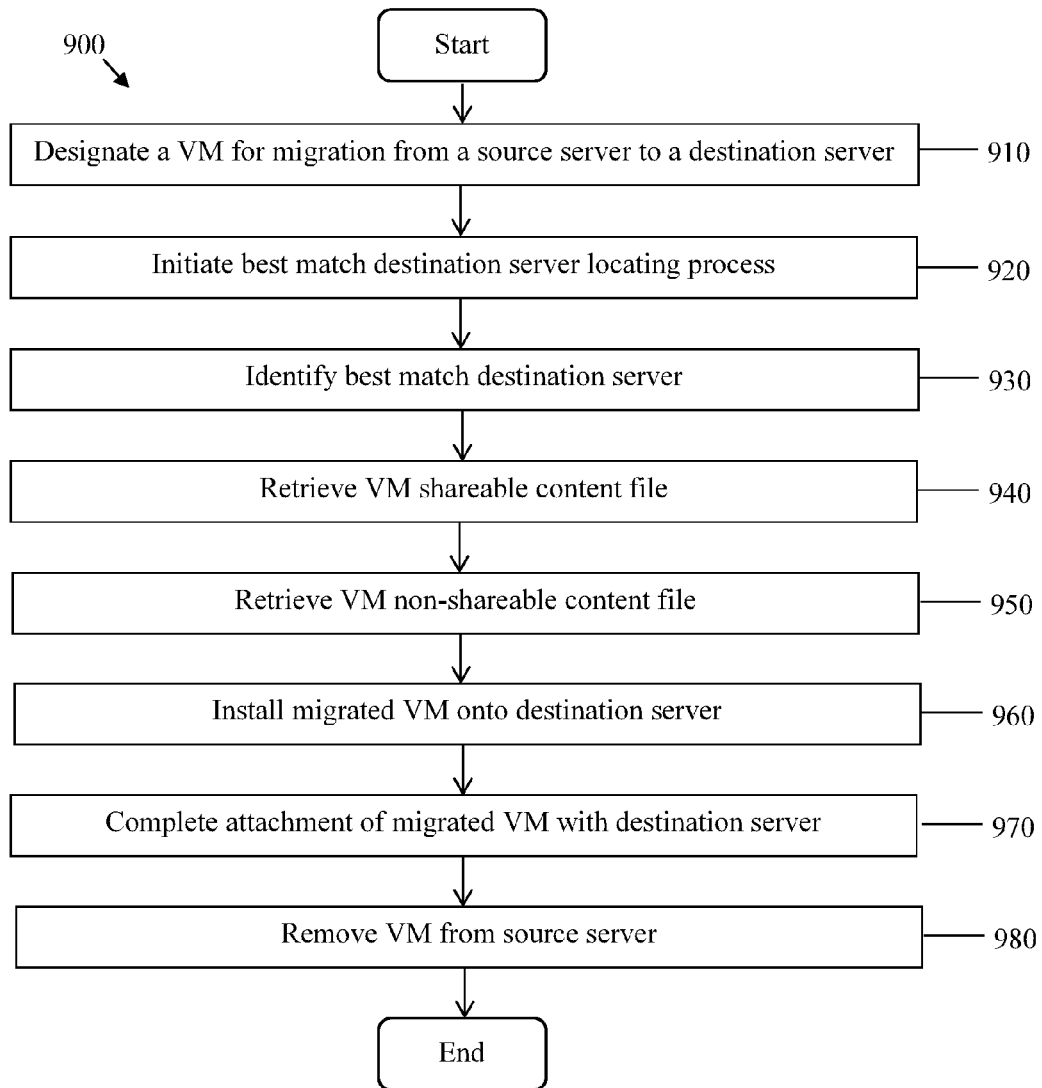 900
Start
Designate a VM for migration from a source server to a destination server
910
Initiate best match destination server locating process
920
Identify best match destination server
930
Retrieve VM shareable content file
940
Retrieve VM non-shareable content file
950
Install migrated VM onto destination server
960
Complete attachment of migrated VM with destination server
970
Remove VM from source server
980
End